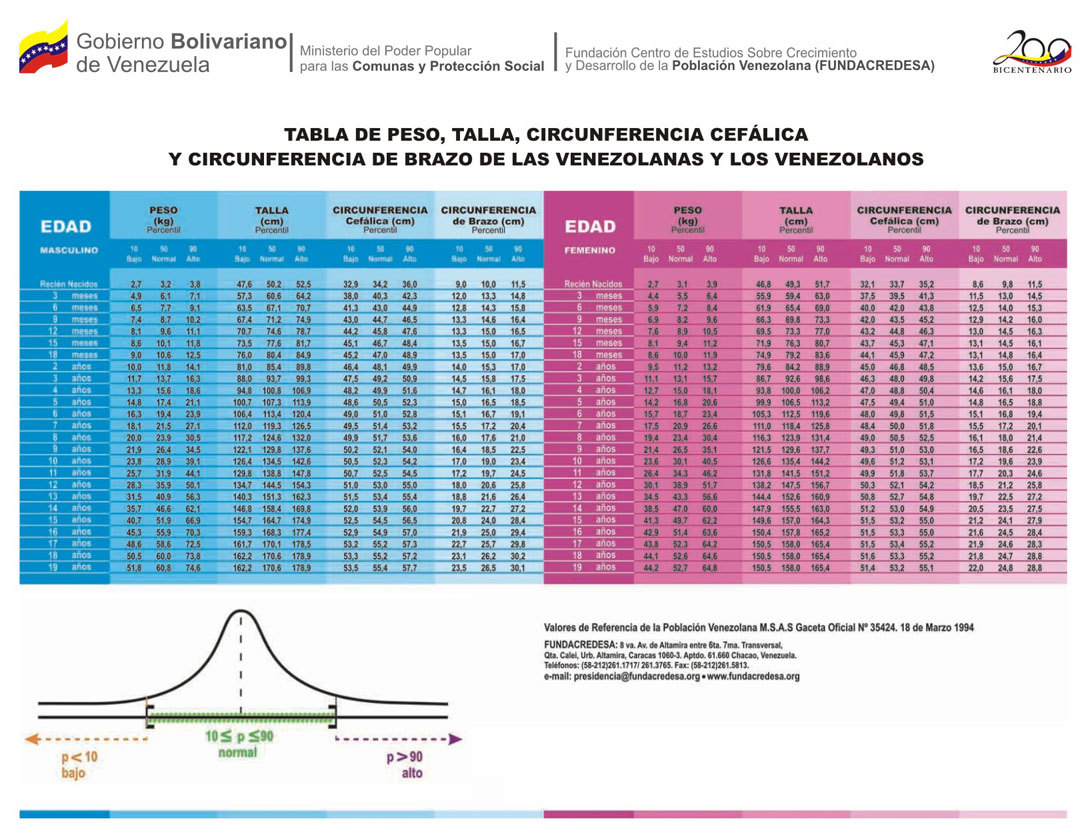 Gobierno Bolivariano
de Venezuela
Ministerio del Poder Popular
para las Comunas y Protección Social
Fundación Centro de Estudios Sobre Crecimiento
y Desarrollo de la Población Venezolana (FUNDACREDESA)
200
BICENTENARIO
TABLA DE PESO, TALLA, CIRCUNFERENCIA CEFÁLICA
Y CIRCUNFERENCIA DE BRAZO DE LAS VENEZOLANAS Y LOS VENEZOLANOS
EDAD MASCULINO PESO (kg) Percentil TALLA (cm) Percentil CIRCUNFERENCIA Cefálica (cm) Percentil CIRCUNFERENCIA de Brazo (cm) Percentil EDAD FEMENINO PESO (kg) Percentil TALLA (cm) Percentil CIRCUNFERENCIA Cefálica (cm) Percentil CIRCUNFERENCIA de Brazo (cm) Percentil
10 50 90 10 50 90 10 50 90 10 50 90 10 50 90 10 50 90 10 50 90 10 50 90
Bajo Normal Alto Bajo Normal Alto Bajo Normal Alto Bajo Normal Alto Bajo Normal Alto Bajo Normal Alto Bajo Normal Alto Bajo Normal Alto
Recién Nacidos 2,7 3,2 3,8 47,6 50,2 52,5 32,9 34,2 36,0 9,0 10,0 11,5 Recién Nacidos 2,7 3,1 3,9 46,8 49,3 51,7 32,1 33,7 35,2 8,6 9,8 11,5
3 meses 4,9 6,1 7,1 57,3 60,6 64,2 38,0 40,3 42,3 12,0 13,3 14,8 3 meses 4,4 5,5 6,4 55,9 59,4 63,0 37,5 39,5 41,3 11,5 13,0 14,5
6 meses 6,5 7,7 9,1 63,5 67,1 70,7 41,3 43,0 44,9 12,8 14,3 15,8 6 meses 5,9 7,2 8,4 61,9 65,4 69,0 40,0 42,0 43,8 12,5 14,0 15,3
9 meses 7,4 8,7 10,2 67,4 71,2 74,9 43,0 44,7 46,5 13,3 14,6 16,4 9 meses 6,9 8,2 9,6 66,3 69,8 73,3 42,0 43,5 45,2 12,9 14,2 16,0
12 meses 8,1 9,6 11,1 70,7 74,6 78,7 44,2 45,8 47,6 13,3 15,0 16,5 12 meses 7,6 8,9 10,5 69,5 73,3 77,0 43,2 44,8 46,3 13,0 14,5 16,3
15 meses 8,6 10,1 11,8 73,5 77,6 81,7 45,1 46,7 48,4 13,5 15,0 16,7 15 meses 8,1 9,4 11,2 71,9 76,3 80,7 43,7 45,3 47,1 13,1 14,5 16,1
18 meses 9,0 10,6 12,5 76,0 80,4 84,9 45,2 47,0 48,9 13,5 15,0 17,0 18 meses 8,6 10,0 11,9 74,9 79,2 83,6 44,1 45,9 47,2 13,1 14,8 16,4
2 años 10,0 11,8 14,1 81,0 85,4 89,8 46,4 48,1 49,9 14,0 15,3 17,0 2 años 9,5 11,2 13,2 79,6 84,2 88,9 45,0 46,8 48,5 13,6 15,0 16,7
3 años 11,7 13,7 16,3 88,0 93,7 99,3 47,5 49,2 50,9 14,5 15,8 17,5 3 años 11,1 13,1 15,7 86,7 92,6 98,6 46,3 48,0 49,8 14,2 15,6 17,5
4 años 13,3 15,6 18,6 94,8 100,8 106,9 48,2 49,9 51,6 14,7 16,1 18,0 4 años 12,7 15,0 18,1 93,8 100,0 106,2 47,0 48,8 50,4 14,6 16,1 18,0
5 años 14,8 17,4 21,1 100,7 107,3 113,9 48,6 50,5 52,3 15,0 16,5 18,5 5 años 14,2 16,8 20,6 99,9 106,5 113,2 47,5 49,4 51,0 14,8 16,5 18,8
6 años 16,3 19,4 23,9 106,4 113,4 120,4 49,0 51,0 52,8 15,1 16,7 19,1 6 años 15,7 18,7 23,4 105,3 112,5 119,6 48,0 49,8 51,5 15,1 16,8 19,4
7 años 18,1 21,5 27,1 112,0 119,3 126,5 49,5 51,4 53,2 15,5 17,2 20,4 7 años 17,5 20,9 26,6 111,0 118,4 125,8 48,4 50,0 51,8 15,5 17,2 20,1
8 años 20,0 23,9 30,5 117,2 124,6 132,0 49,9 51,7 53,6 16,0 17,6 21,0 8 años 19,4 23,4 30,4 116,3 123,9 131,4 49,0 50,5 52,5 16,1 18,0 21,4
9 años 21,9 26,4 34,5 122,1 129,8 137,6 50,2 52,1 54,0 16,4 18,5 22,5 9 años 21,4 26,5 35,1 121,5 129,6 137,7 49,3 51,0 53,0 16,5 18,6 22,6
10 años 23,8 28,9 39,1 126,4 134,5 142,6 50,5 52,3 54,2 17,0 19,0 23,4 10 años 23,6 30,1 40,5 126,6 135,4 144,2 49,6 51,2 53,1 17,2 19,6 23,9
11 años 25,7 31,9 44,1 129,8 138,8 147,8 50,7 52,5 54,5 17,2 19,7 24,5 11 años 26,4 34,3 46,2 131,8 141,5 151,2 49,9 51,8 53,7 17,7 20,3 24,6
12 años 28,3 35,9 50,1 134,7 144,5 154,3 51,0 53,0 55,0 18,0 20,6 25,8 12 años 30,1 38,9 51,7 138,2 147,5 156,7 50,3 52,1 54,2 18,5 21,2 25,8
13 años 31,5 40,9 56,3 140,3 151,3 162,3 51,5 53,4 55,4 18,8 21,6 26,4 13 años 34,5 43,3 56,6 144,4 152,6 160,9 50,8 52,7 54,8 19,7 22,5 27,2
14 años 35,7 46,6 62,1 146,8 158,4 169,8 52,0 53,9 56,0 19,7 22,7 27,2 14 años 38,5 47,0 60,0 147,9 155,5 163,0 51,2 53,0 54,9 20,5 23,5 27,5
15 años 40,7 51,9 66,9 154,7 164,7 174,9 52,5 54,5 56,5 20,8 24,0 28,4 15 años 41,3 49,7 62,2 149,6 157,0 164,3 51,5 53,2 55,0 21,2 24,1 27,9
16 años 45,3 55,9 70,3 159,3 168,3 177,4 52,9 54,9 57,0 21,9 25,0 29,4 16 años 42,9 51,4 63,6 150,4 157,8 165,2 51,5 53,3 55,0 21,6 24,5 28,4
17 años 48,6 58,6 72,5 161,7 170,1 178,5 53,2 55,2 57,3 22,7 25,7 29,8 17 años 43,8 52,3 64,2 150,5 158,0 165,4 51,5 53,4 55,2 21,9 24,6 28,3
18 años 50,5 60,0 73,8 162,2 170,6 178,9 53,3 55,2 57,2 23,1 26,2 30,2 18 años 44,1 52,6 64,6 150,5 158,0 165,4 51,6 53,3 55,2 21,8 24,7 28,8
19 años 51,8 60,8 74,6 162,2 170,6 178,9 53,5 55,4 57,7 23,5 26,5 30,1 19 años 44,2 52,7 64,8 150,5 158,0 165,4 51,4 53,2 55,1 22,0 24,8 28,8
Valores de Referencia de la Población Venezolana M.S.A.S Gaceta Oficial Nº 35424. 18 de Marzo 1994
FUNDACREDESA: 8 va. Av. de Altamira entre 6ta. 7ma. Transversal,
Qta. Calei, Urb. Altamira, Caracas 1060-3. Aptdo. 61.660 Chacao, Venezuela.
Teléfonos: (58-212)261.1717/ 261.3765. Fax: (58-212)261.5813.
e-mail: presidencia@fundacredesa.org • www.fundacredesa.org
10≤ p ≤90
normal
p<10
bajo
p>90
alto